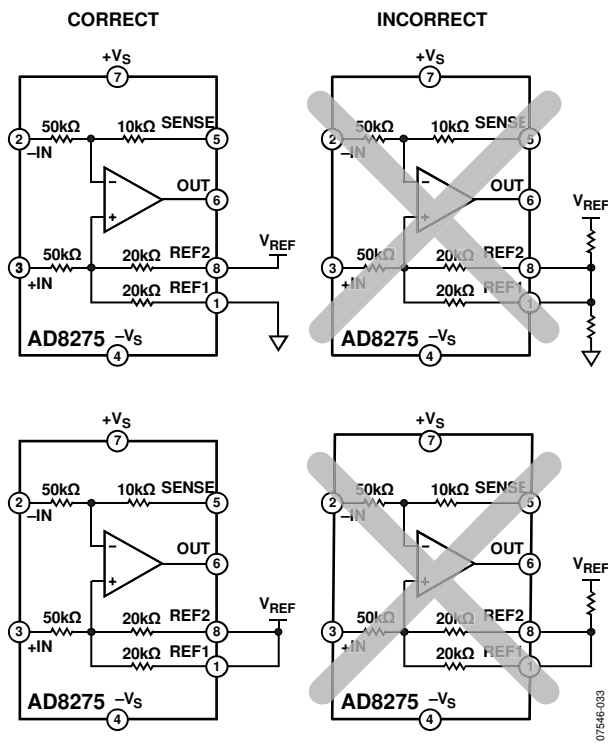 CORRECT
INCORRECT
+VS
7
50kΩ
10kΩ
SENSE
2
–IN
5
–
+
OUT
6
50kΩ
20kΩ
REF2
VREF
3
+IN
8
20kΩ
REF1
1
AD8275
–VS
4
+VS
7
50kΩ
10kΩ
SENSE
2
–IN
5
–
+
OUT
6
VREF
50kΩ
20kΩ
REF2
3
+IN
8
20kΩ
REF1
1
AD8275
–VS
4
+VS
7
50kΩ
10kΩ
SENSE
2
–IN
5
–
+
OUT
6
50kΩ
20kΩ
REF2
VREF
3
+IN
8
20kΩ
REF1
1
AD8275
–VS
4
+VS
7
50kΩ
10kΩ
SENSE
2
–IN
5
–
+
OUT
6
VREF
50kΩ
20kΩ
REF2
3
+IN
8
20kΩ
REF1
1
AD8275
–VS
4
07546-033